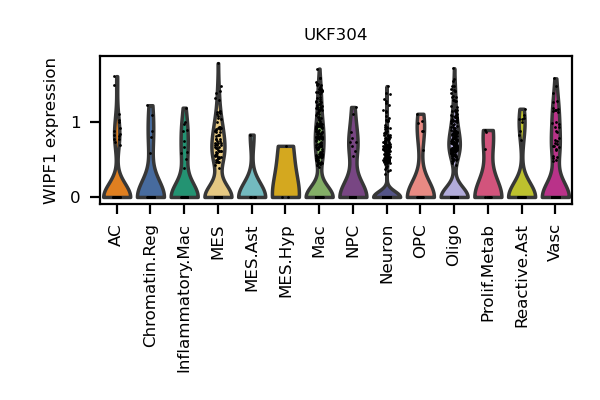 UKF304
WIPF1 expression
1
0
AC
Chromatin.Reg
Inflammatory.Mac
MES
MES.Ast
MES.Hyp
Mac
NPC
Neuron
OPC
Oligo
Prolif.Metab
Reactive.Ast
Vasc